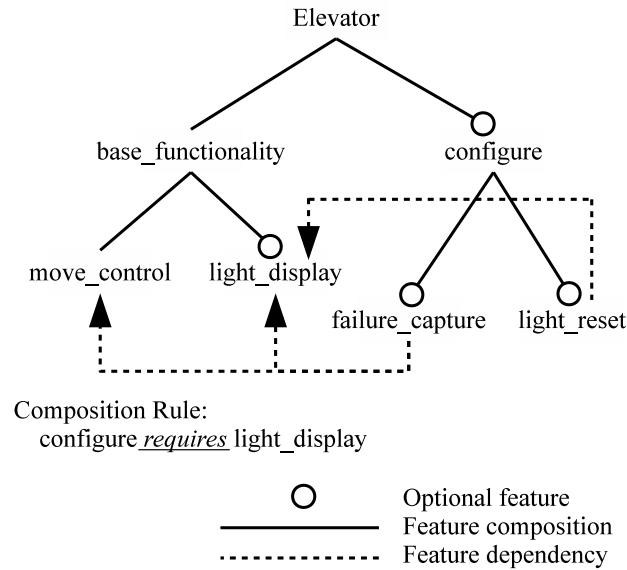 Elevator
base_functionality
configure
move_control
light_display
failure_capture
light_reset
Composition Rule:
configure requires light_display
Optional feature
Feature composition
Feature dependency